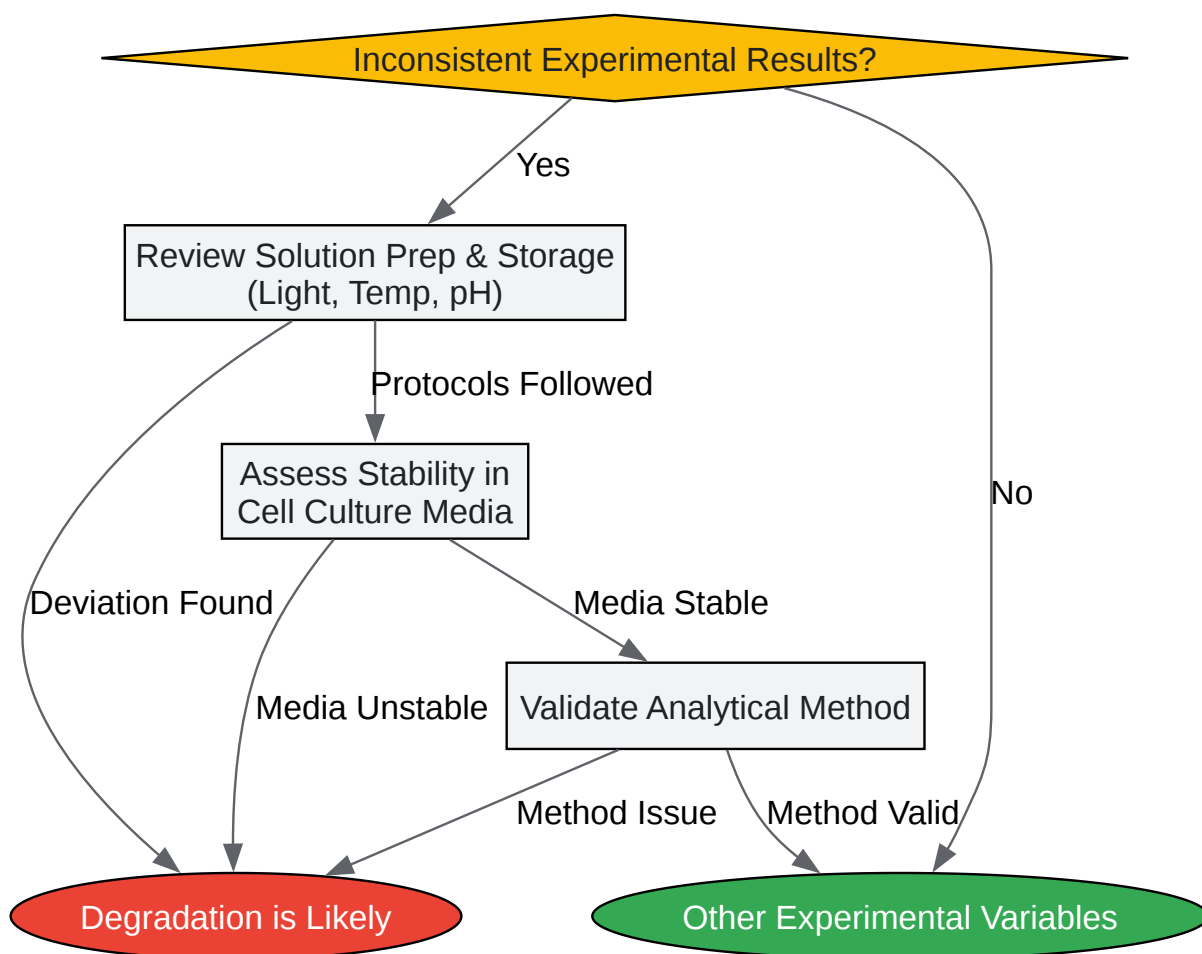 Inconsistent Experimental Results?
Yes
Review Solution Prep & Storage
(Light, Temp, pH)
Protocols Followed
Assess Stability in
Cell Culture Media
No
Deviation Found
Media Stable
Media Unstable
Validate Analytical Method
Method Issue
Method Valid
Degradation is Likely
Other Experimental Variables